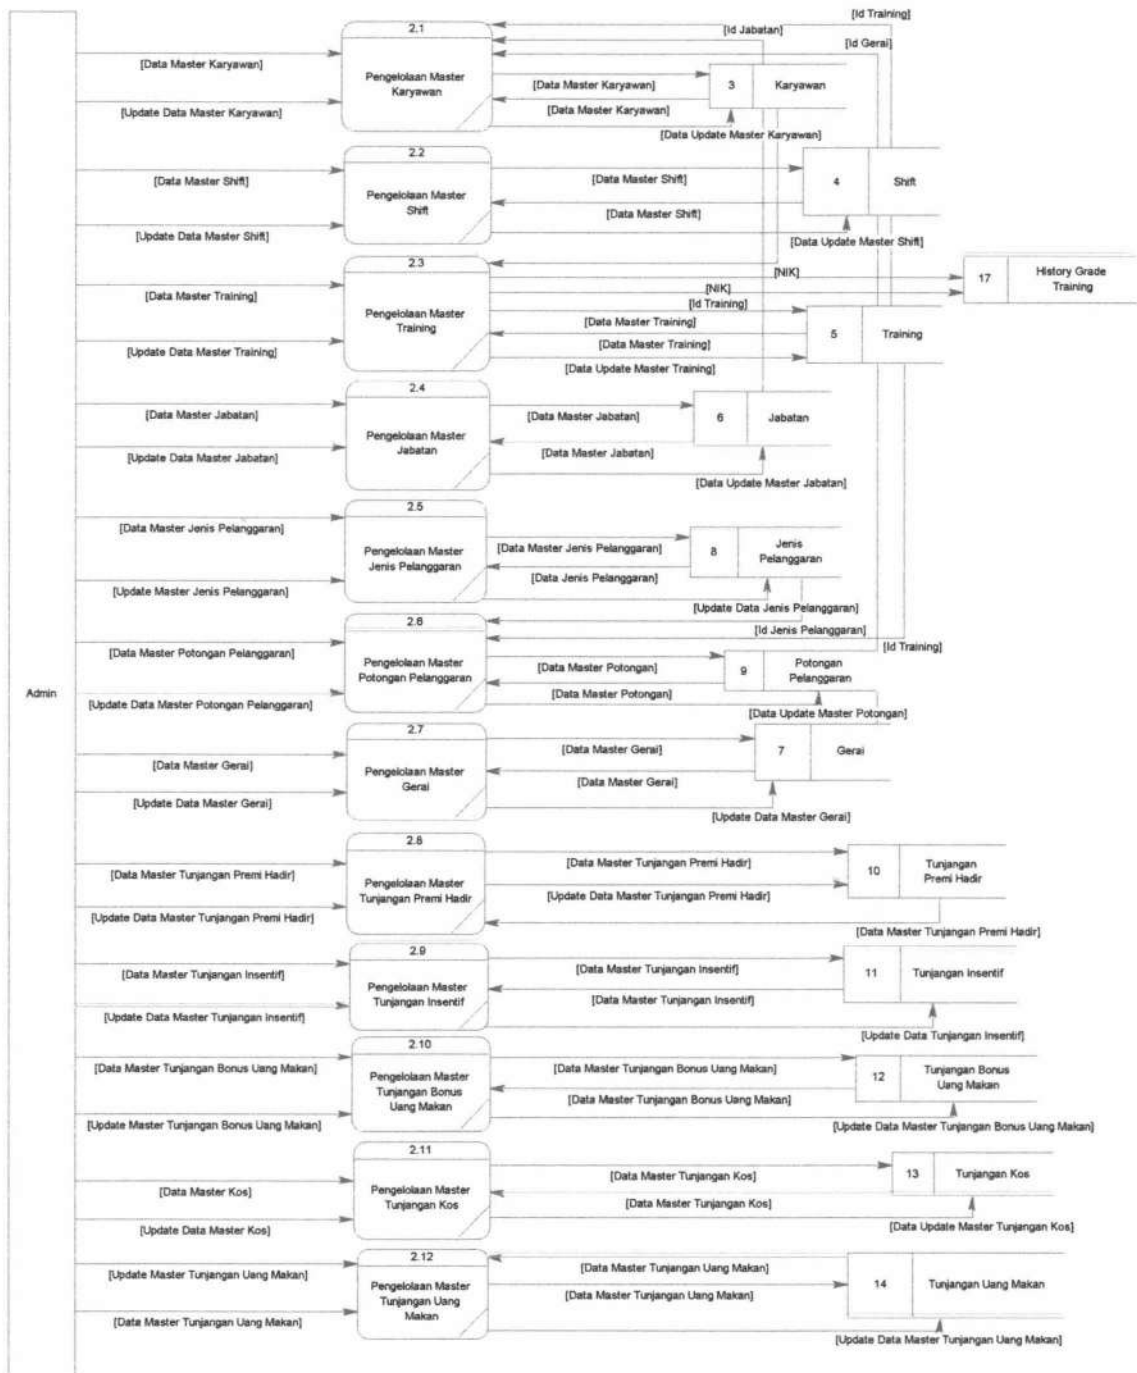 Admin
[Id Training]
2.1
[Id Jabatan]
[Id Gerai]
[Data Master Karyawan]
Pengelolaan Master
Karyawan
[Data Master Karyawan]
3
Karyawan
[Update Data Master Karyawan]
[Data Master Karyawan]
[Data Update Master Karyawan]
2.2
[Data Master Shift]
Pengelolaan Master
Shift
[Data Master Shift]
4
Shift
[Data Master Shift]
[Update Data Master Shift]
[Data Update Master Shift]
2.3
[NIK]
17
History Grade
Training
[NIK]
[Data Master Training]
[Id Training]
Pengelolaan Master
Training
[Data Master Training]
5
Training
[Data Master Training]
[Update Data Master Training]
[Data Update Master Training]
2.4
[Data Master Jabatan]
[Data Master Jabatan]
6
Jabatan
Pengelolaan Master
Jabatan
[Update Data Master Jabatan]
[Data Master Jabatan]
[Data Update Master Jabatan]
2.5
[Data Master Jenis Pelanggaran]
Pengelolaan Master
Jenis Pelanggaran
[Data Master Jenis Pelanggaran]
8
Jenis
Pelanggaran
[Data Jenis Pelanggaran]
[Update Master Jenis Pelanggaran]
[Update Data Jenis Pelanggaran]
2.6
[Id Jenis Pelanggaran]
[Id Training]
[Data Master Potongan Pelanggaran]
Pengelolaan Master
Potongan Pelanggaran
[Data Master Potongan]
9
Potongan
Pelanggaran
[Data Master Potongan]
[Update Data Master Potongan Pelanggaran]
[Data Update Master Potongan]
2.7
[Data Master Gerai]
Pengelolaan Master
Gerai
[Data Master Gerai]
7
Gerai
[Data Master Gerai]
[Update Data Master Gerai]
[Update Data Master Gerai]
2.8
[Data Master Tunjangan Premi Hadir]
Pengelolaan Master
Tunjangan Premi Hadir
[Data Master Tunjangan Premi Hadir]
10
Tunjangan
Premi Hadir
[Update Data Master Tunjangan Premi Hadir]
[Update Data Master Tunjangan Premi Hadir]
[Data Master Tunjangan Premi Hadir]
2.9
[Data Master Tunjangan Insentif]
Pengelolaan Master
Tunjangan Insentif
[Data Master Tunjangan Insentif]
11
Tunjangan Insentif
[Data Master Tunjangan Insentif]
[Update Data Master Tunjangan Insentif]
[Update Data Tunjangan Insentif]
2.10
[Data Master Tunjangan Bonus Uang Makan]
Pengelolaan Master
Tunjangan Bonus
Uang Makan
[Data Master Tunjangan Bonus Uang Makan]
12
Tunjangan Bonus
Uang Makan
[Data Master Tunjangan Bonus Uang Makan]
[Update Master Tunjangan Bonus Uang Makan]
[Update Data Master Tunjangan Bonus Uang Makan]
2.11
[Data Master Kos]
Pengelolaan Master
Tunjangan Kos
[Data Master Tunjangan Kos]
13
Tunjangan Kos
[Data Master Tunjangan Kos]
[Update Data Master Kos]
[Data Update Master Tunjangan Kos]
2.12
[Update Master Tunjangan Uang Makan]
Pengelolaan Master
Tunjangan Uang
Makan
[Data Master Tunjangan Uang Makan]
14
Tunjangan Uang Makan
[Data Master Tunjangan Uang Makan]
[Data Master Tunjangan Uang Makan]
[Update Data Master Tunjangan Uang Makan]